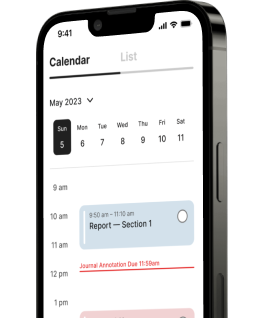 9:41
Calendar List
May 2023
Sun Mon Tue Wed Thu Fri Sat
5 6 7 8 9 10 11
9 am
9:50 am – 11:10 am
10 am
Report — Section 1
11 am
Journal Annotation Due 11:59am
12 pm
1 pm